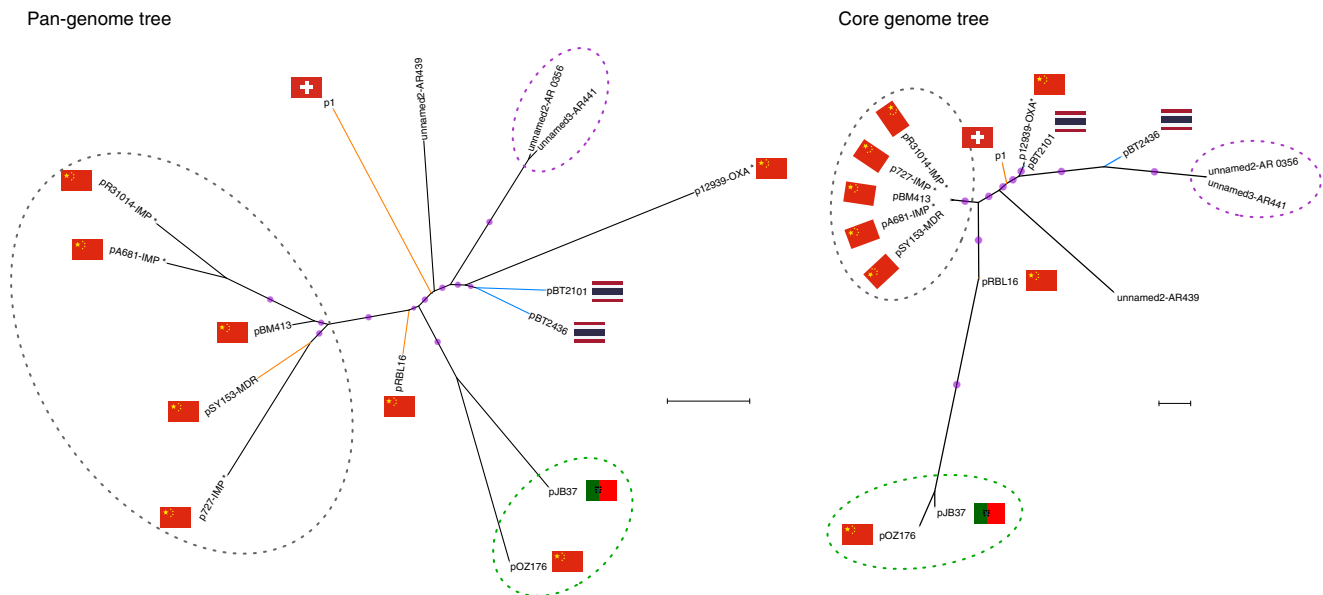 Pan-genome tree
Core genome tree
p1
unnamed2-AR439
unnamed2-AR 0356
unnamed3-AR441
p12939-OXA *
pR31014-IMP *
pA681-IMP *
pBM413
pSY153-MDR
p727-IMP *
pRBL16
pBT2101
pBT2436
pJB37
pOZ176
pR31014-IMP *
p727-IMP *
pBM413
pA681-IMP *
pSY153-MDR
p1
p12939-OXA*
pBT2101
pBT2436
unnamed2-AR 0356
unnamed3-AR441
pRBL16
unnamed2-AR439
pJB37
pOZ176